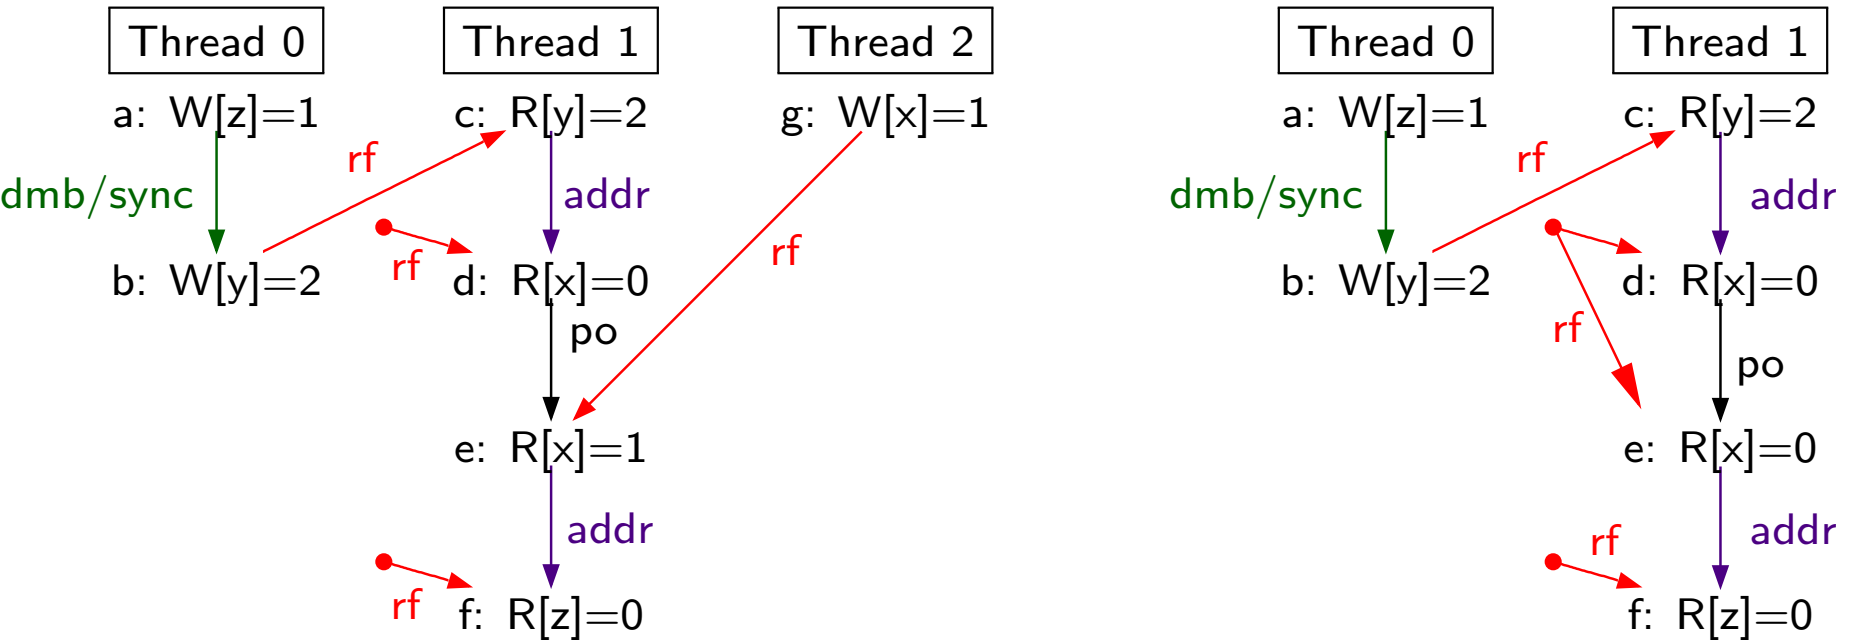 Thread 0 Thread 1 Thread 2 Thread 0 Thread 1
a: W[z]=1 c: R[y]=2 g: W[x]=1 a: W[z]=1 c: R[y]=2
rf rf
dmb/sync addr dmb/sync addr
rf rf
b: W[y]=2 d: R[x]=0 b: W[y]=2 d: R[x]=0
rf
po rf
po
e: R[x]=1 e: R[x]=0
addr addr
rf
rf
f: R[z]=0 f: R[z]=0